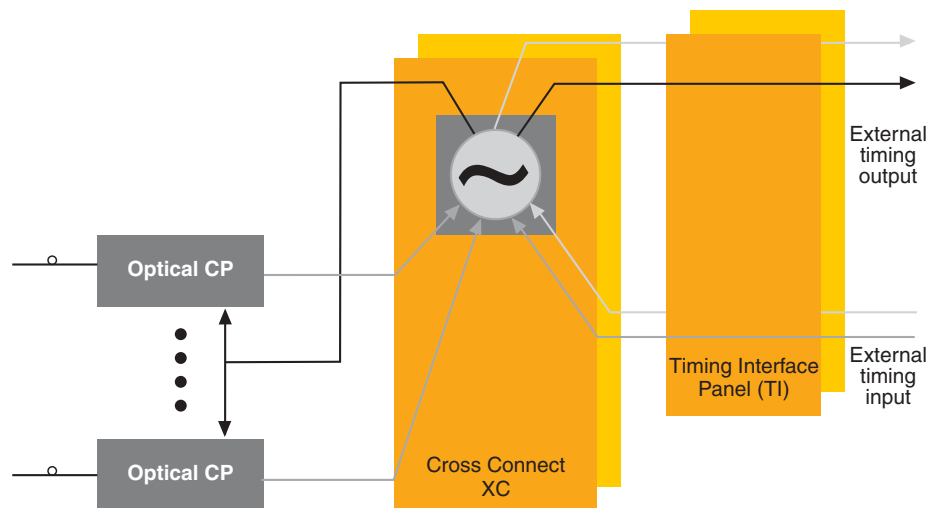 External
timing
output
Optical CP
External
timing
input
Timing Interface
Panel (TI)
Optical CP
Cross Connect
XC